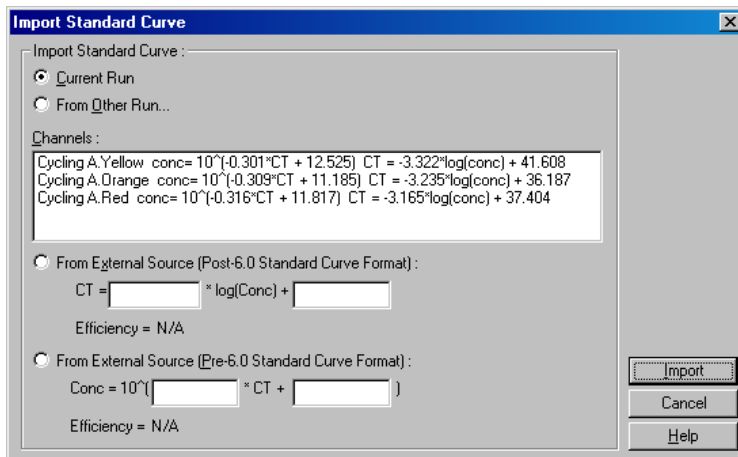 Import Standard Curve
Import Standard Curve :
Current Run
From Other Run...
Channels :
Cycling A.Yellow conc= 10^(-0.301*CT + 12.525) CT = -3.322*log(conc) + 41.608
Cycling A.Orange conc= 10^(-0.309*CT + 11.185) CT = -3.235*log(conc) + 36.187
Cycling A.Red conc= 10^(-0.316*CT + 11.817) CT = -3.165*log(conc) + 37.404
From External Source (Post-6.0 Standard Curve Format) :
CT = * log(Conc) +
Efficiency = N/A
From External Source (Pre-6.0 Standard Curve Format) :
Conc = 10^( * CT + )
Efficiency = N/A
Import
Cancel
Help